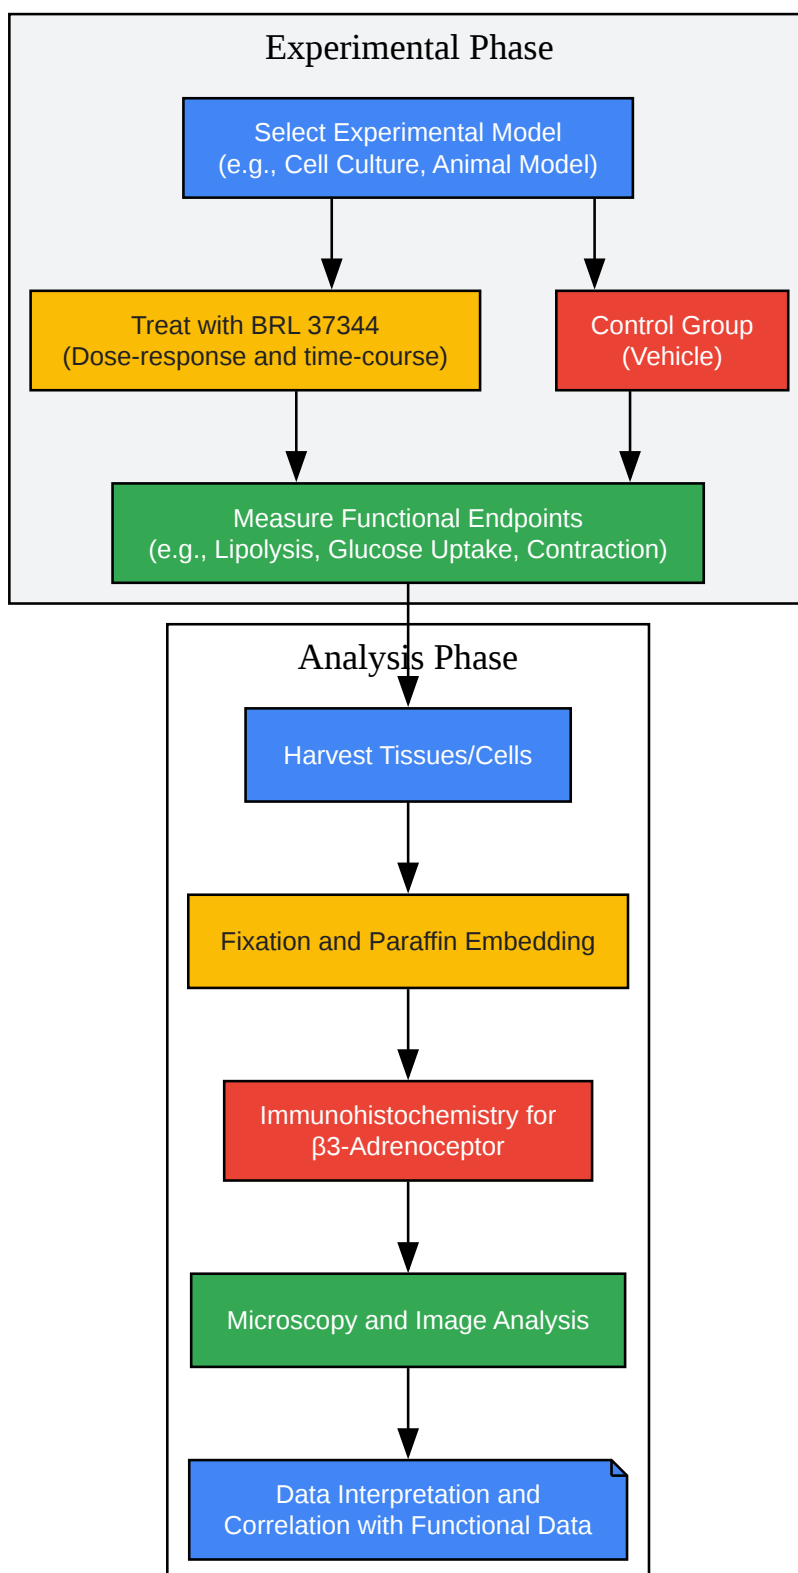 Experimental Phase
Select Experimental Model
(e.g., Cell Culture, Animal Model)
Treat with BRL 37344
(Dose-response and time-course)
Control Group
(Vehicle)
Measure Functional Endpoints
(e.g., Lipolysis, Glucose Uptake, Contraction)
Analysis Phase
Harvest Tissues/Cells
Fixation and Paraffin Embedding
Immunohistochemistry for
β3-Adrenoceptor
Microscopy and Image Analysis
Data Interpretation and
Correlation with Functional Data